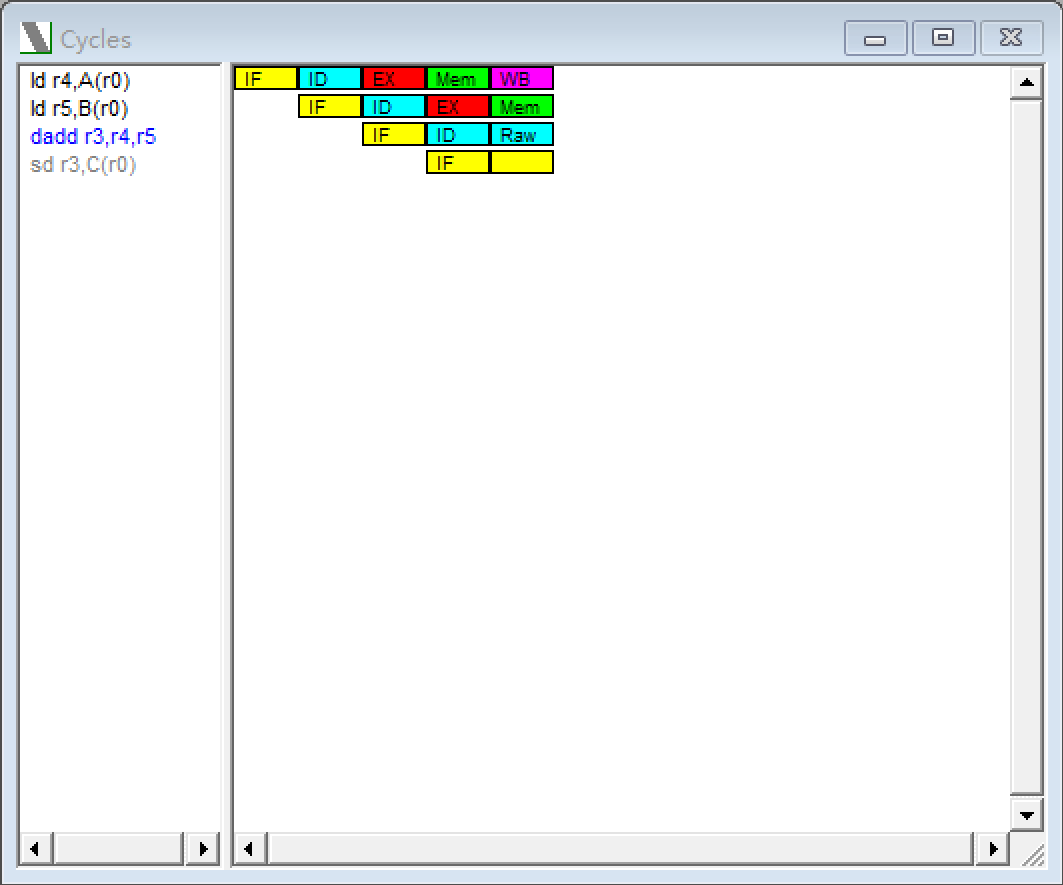 Cycles
ld r4,A(r0) IF ID EX Mem WB
ld r5,B(r0) IF ID EX Mem
dadd r3,r4,r5 IF ID Raw
sd r3,C(r0) IF